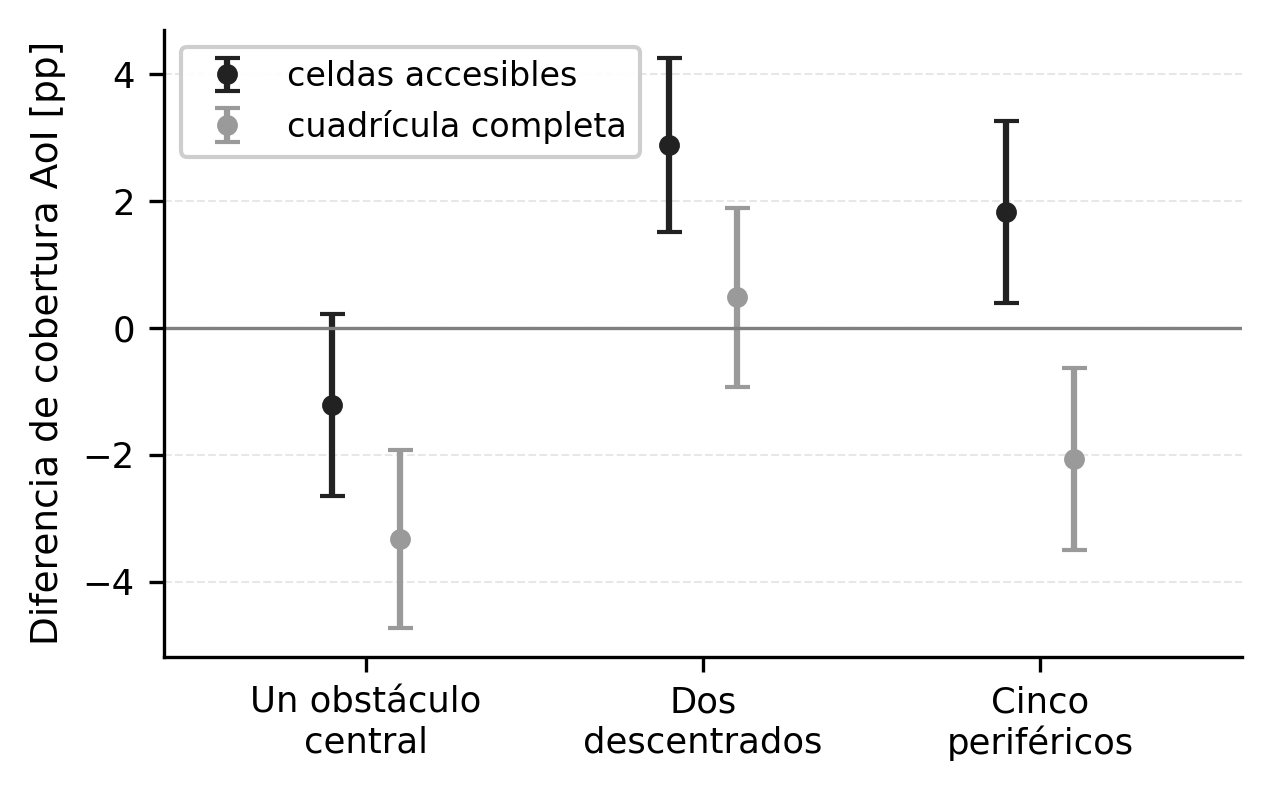 Diferencia de cobertura AoI [pp]
4
2
0
−2
−4
celdas accesibles
cuadrícula completa
Un obstáculo
central
Dos
descentrados
Cinco
periféricos